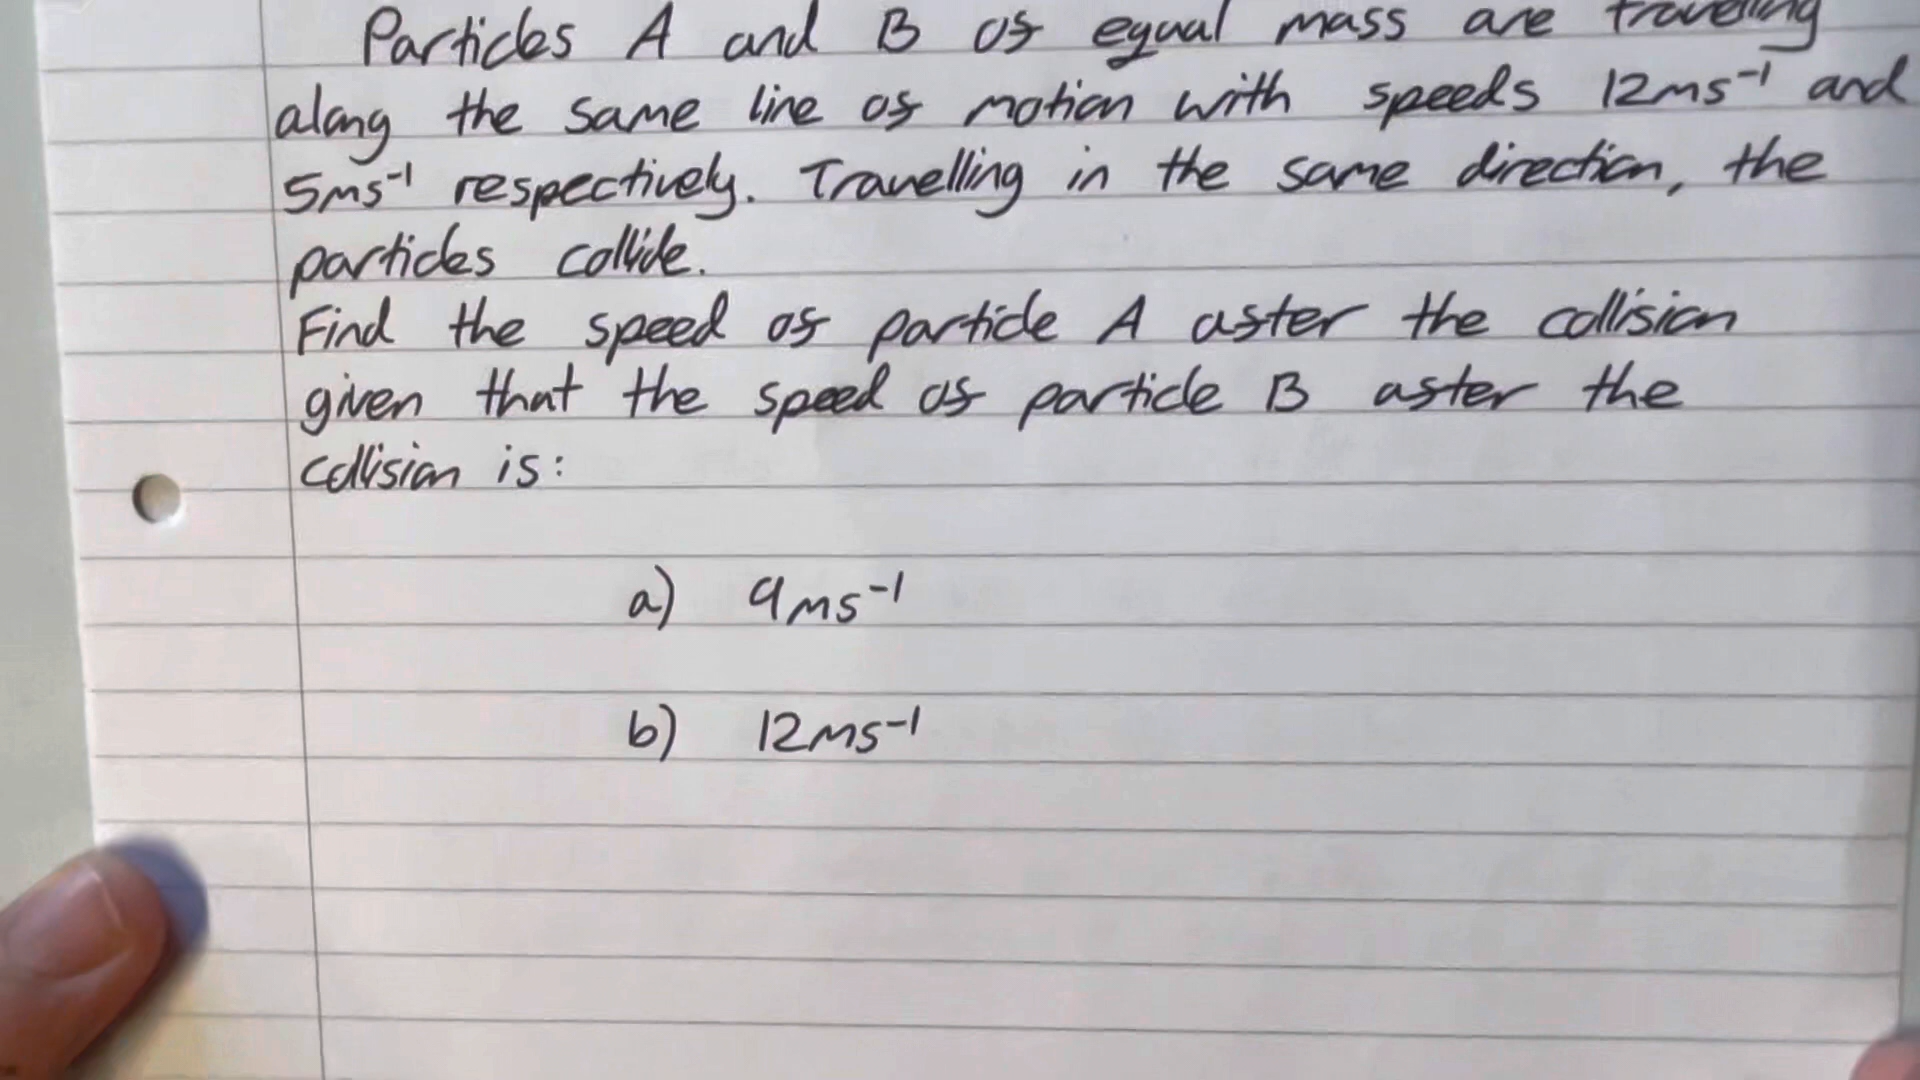 Particles A and B of equal mass are travelling
along the same line of motion with speeds 12ms⁻¹ and
5ms⁻¹ respectively. Travelling in the same direction, the
particles collide.
Find the speed of particle A after the collision
given that the speed of particle B after the
collision is:
a) 9ms⁻¹
b) 12ms⁻¹